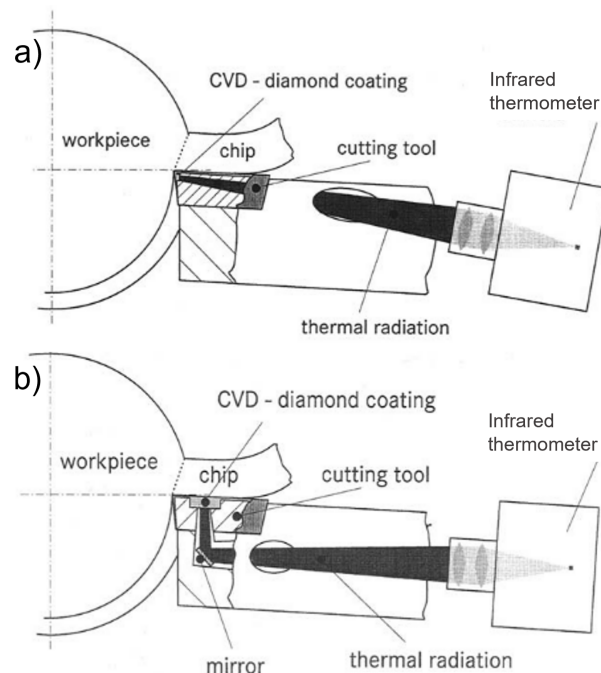 a)
CVD - diamond coating
Infrared
thermometer
workpiece
chip
cutting tool
thermal radiation
b)
CVD - diamond coating
Infrared
thermometer
workpiece
chip
cutting tool
mirror
thermal radiation